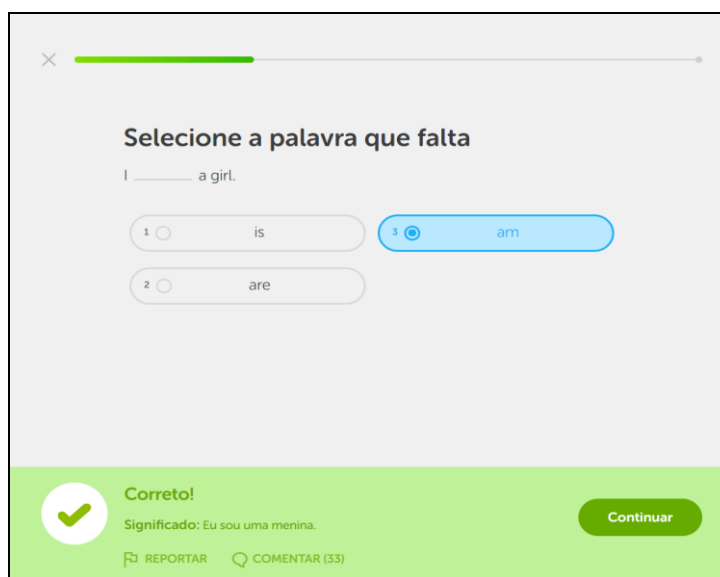 Selecione a palavra que falta
I ______ a girl.
1 is
3 am
2 are
Correto!
Significado: Eu sou uma menina.
Continuar
REPORTAR COMENTAR (33)